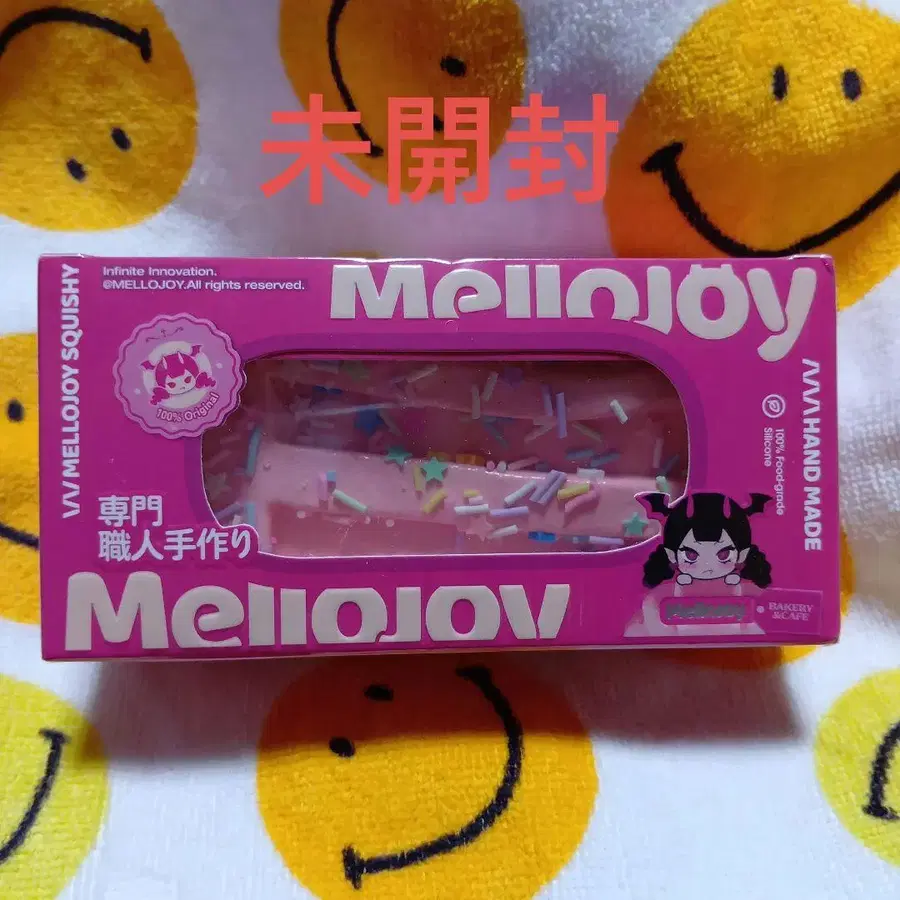 未開封
Infinite Innovation.
@MELLOJOY.All rights reserved.
Mellojoy
MELLOJOY SQUISHY
100% Original
HAND MADE
100% Food-grade
Silicone
専門
職人手作り
Mellojoy
Mellojoy
BAKERY
&CAFE